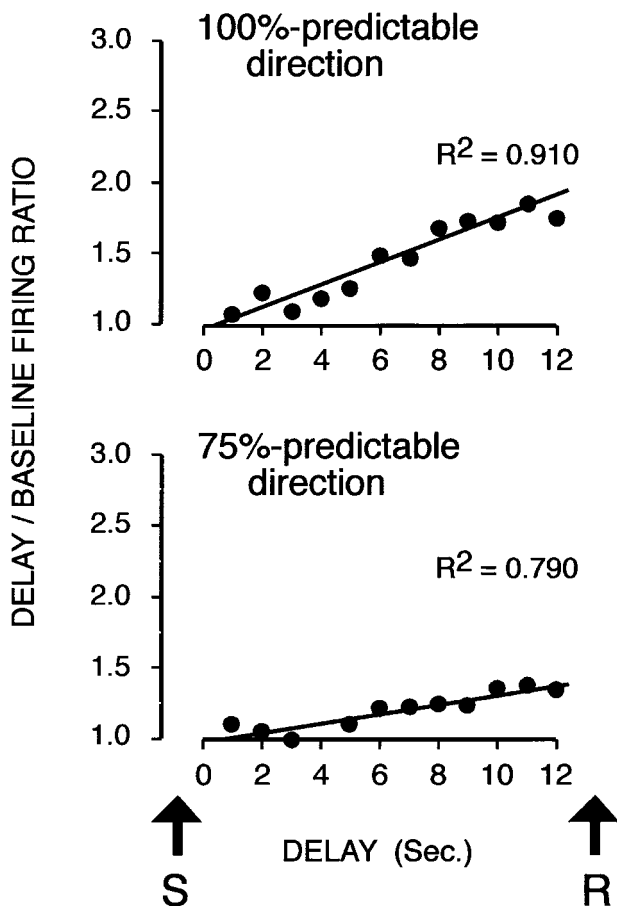 DELAY / BASELINE FIRING RATIO
100%-predictable
direction
3.0
2.5
2.0
1.5
1.0
R² = 0.910
0 2 4 6 8 10 12
75%-predictable
direction
3.0
2.5
2.0
1.5
1.0
R² = 0.790
0 2 4 6 8 10 12
DELAY (Sec.)
S R